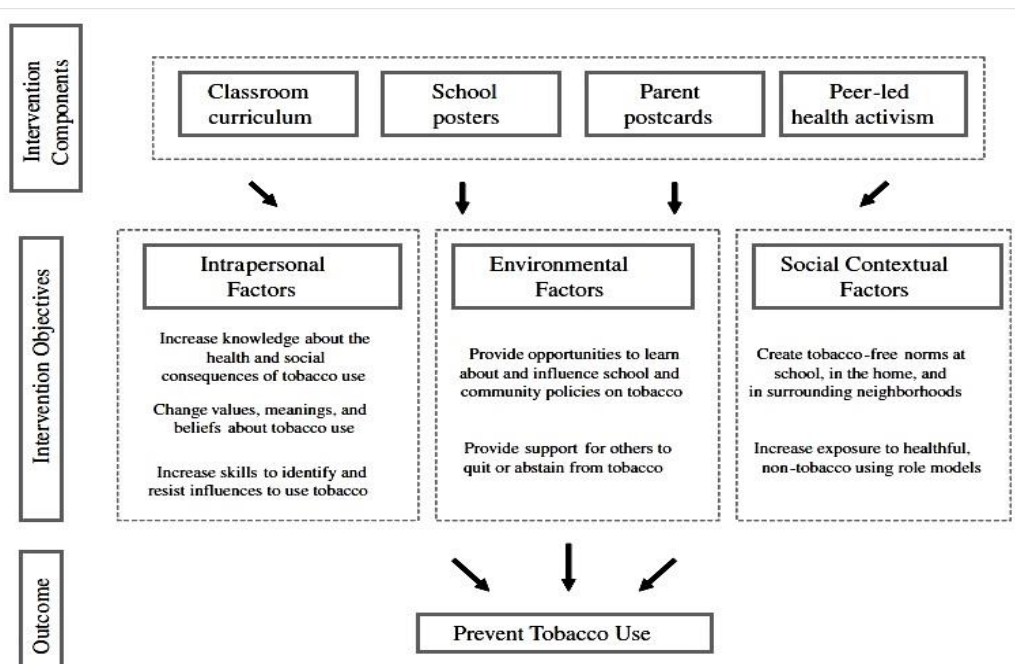 Intervention
Components
Classroom
curriculum
School
posters
Parent
postcards
Peer-led
health activism
Intervention Objectives
Intrapersonal
Factors
Increase knowledge about the
health and social
consequences of tobacco use
Change values, meanings, and
beliefs about tobacco use
Increase skills to identify and
resist influences to use tobacco
Environmental
Factors
Provide opportunities to learn
about and influence school and
community policies on tobacco
Provide support for others to
quit or abstain from tobacco
Social Contextual
Factors
Create tobacco-free norms at
school, in the home, and
in surrounding neighborhoods
Increase exposure to healthful,
non-tobacco using role models
Outcome
Prevent Tobacco Use